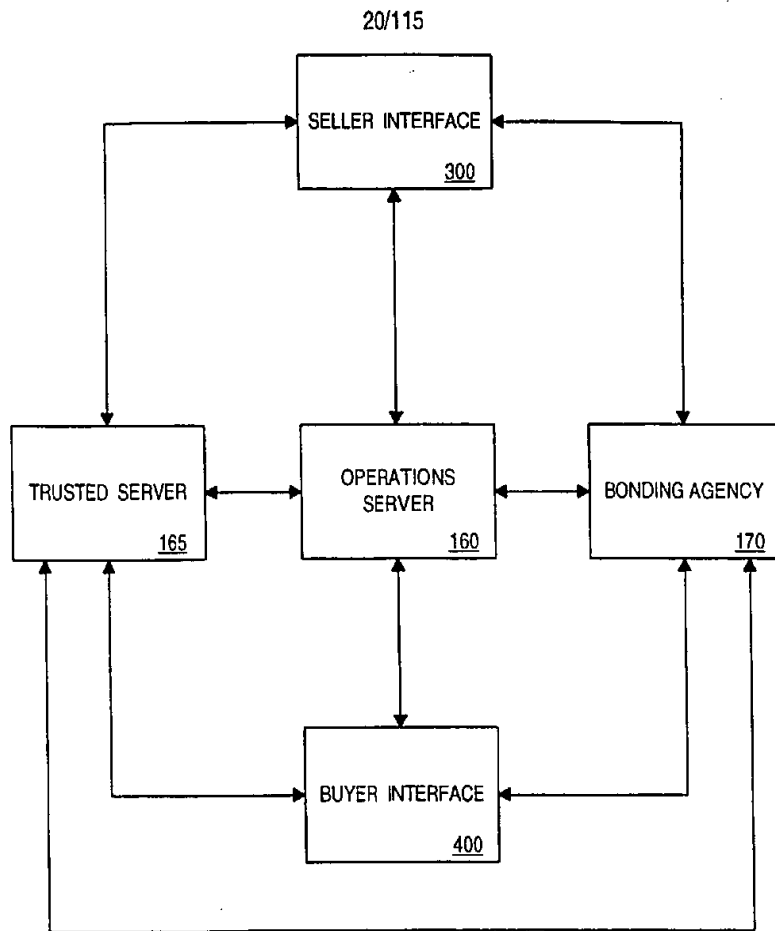 20/115
SELLER INTERFACE
300
TRUSTED SERVER
165
OPERATIONS
SERVER
160
BONDING AGENCY
170
BUYER INTERFACE
400